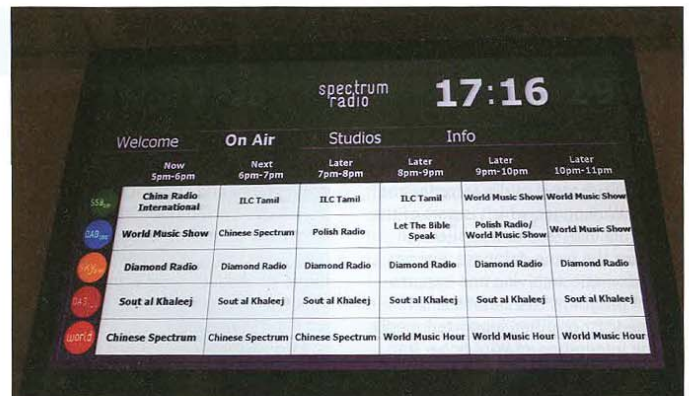 spectrum
radio
17:16
Welcome On Air Studios Info
Now Next Later Later Later Later
5pm-6pm 6pm-7pm 7pm-8pm 8pm-9pm 9pm-10pm 10pm-11pm
558 China Radio International ILC Tamil ILC Tamil ILC Tamil World Music Show World Music Show
DAB World Music Show Chinese Spectrum Polish Radio Let The Bible Speak Polish Radio/ World Music Show World Music Show
Diamond Radio Diamond Radio Diamond Radio Diamond Radio Diamond Radio Diamond Radio
DAB Sout al Khaleej Sout al Khaleej Sout al Khaleej Sout al Khaleej Sout al Khaleej Sout al Khaleej
world Chinese Spectrum Chinese Spectrum Chinese Spectrum World Music Hour World Music Hour World Music Hour